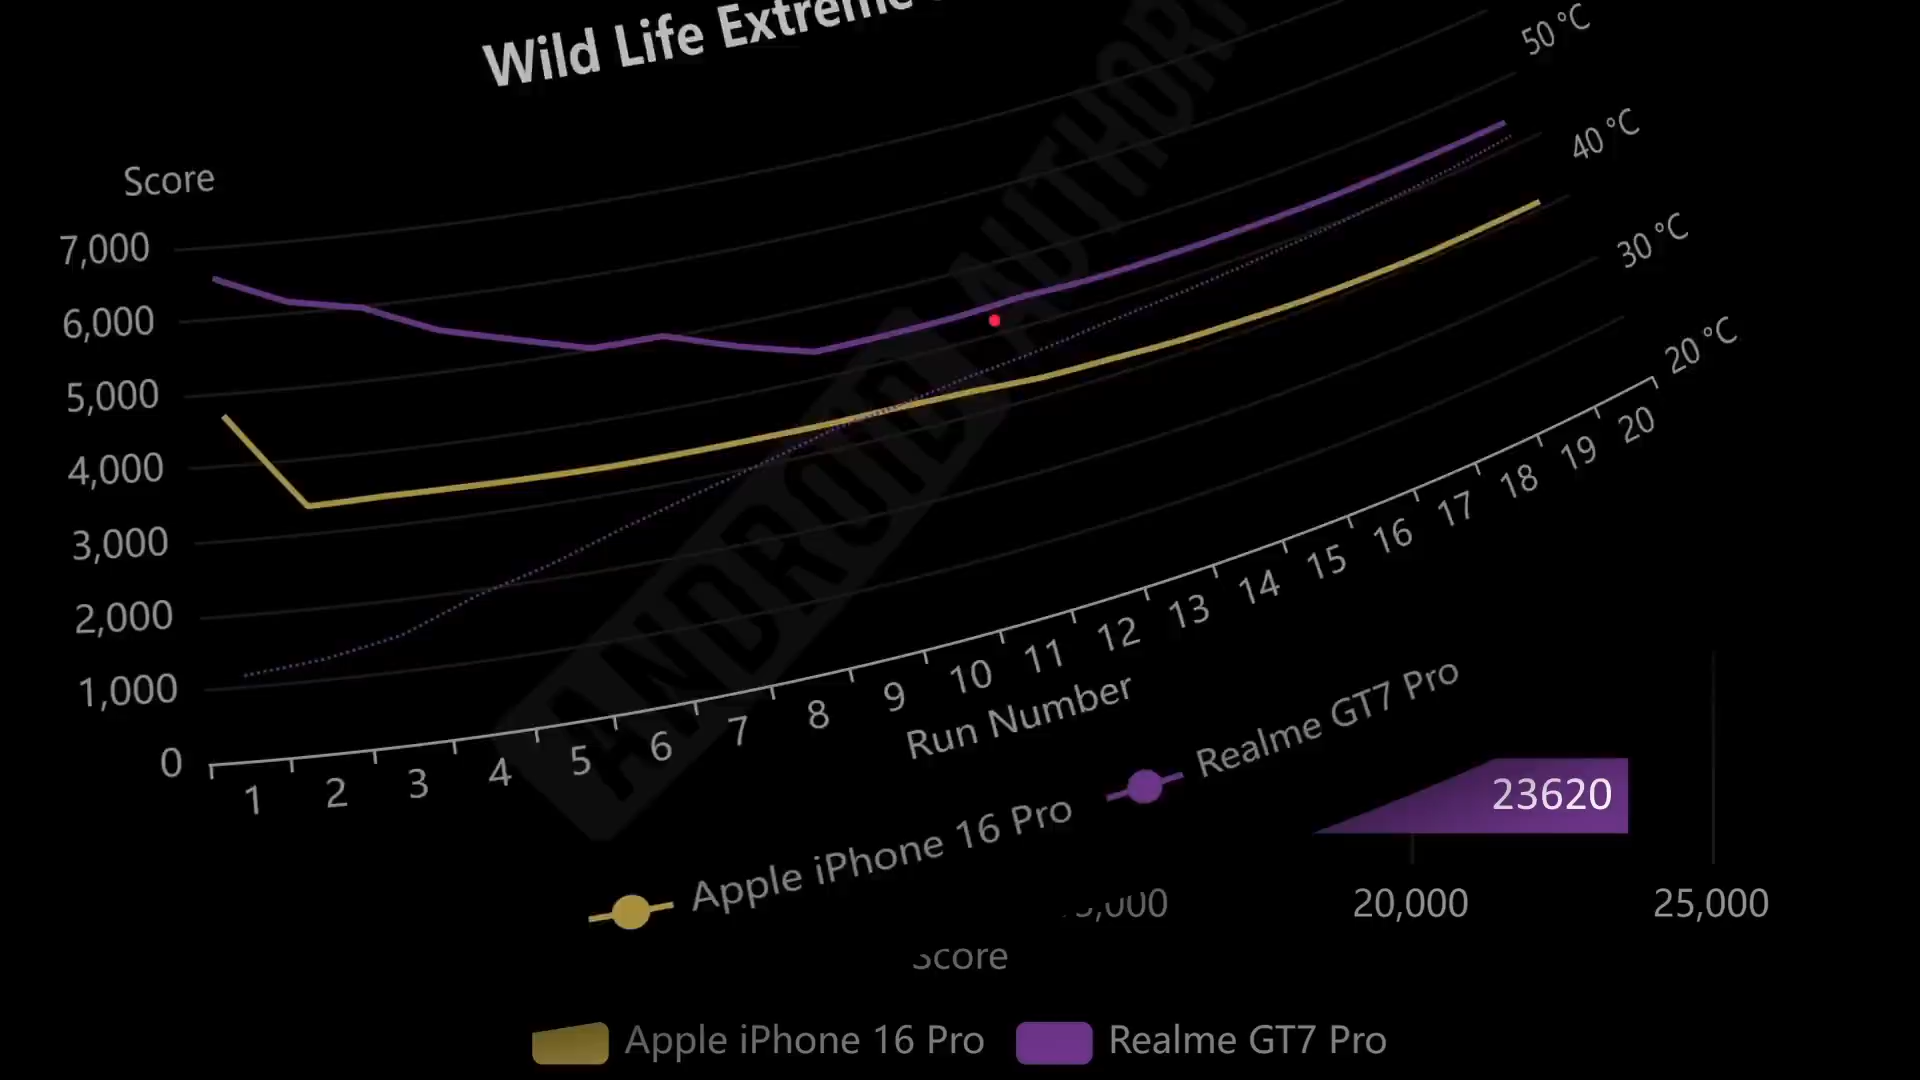 Wild Life Extreme
Score
7,000
6,000
5,000
4,000
3,000
2,000
1,000
0
50 °C
40 °C
30 °C
20 °C
1 2 3 4 5 6 7 8 9 10 11 12 13 14 15 16 17 18 19 20
Run Number
Apple iPhone 16 Pro Realme GT7 Pro
ANDROID AUTHORI
23620
20,000 25,000
Score
Apple iPhone 16 Pro Realme GT7 Pro